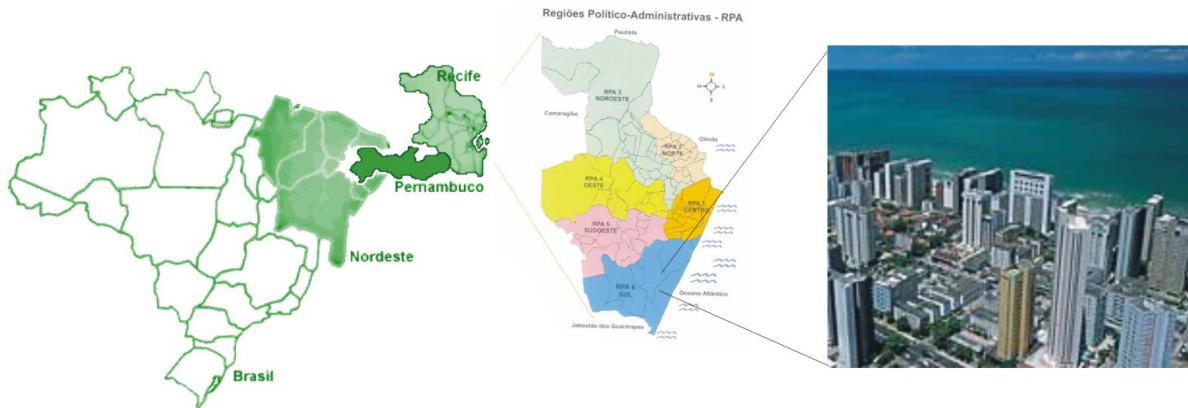 Regiões Político-Administrativas - RPA
Paulista
Recife
RPA 3
NOROESTE
N
O
L
S
Camaragibe
Olinda
RPA 2
NORTE
Pernambuco
RPA 4
OESTE
RPA 1
CENTRO
RPA 5
SUDOESTE
Nordeste
RPA 6
SUL
Oceano Atlântico
Jaboatão dos Guararapes
Brasil